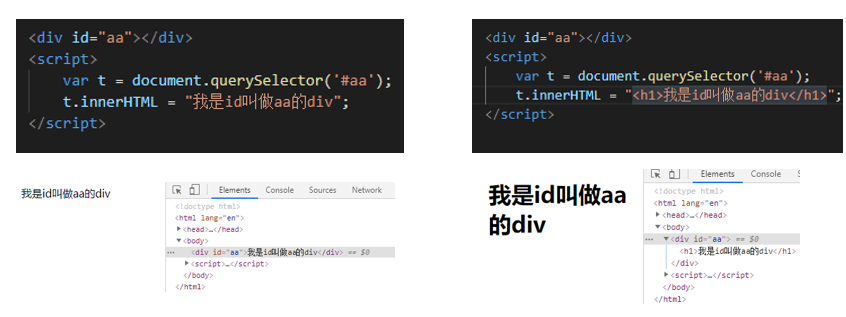 <div id="aa"></div>
<script>
var t = document.querySelector('#aa');
t.innerHTML = "我是id叫做aa的div";
</script>
我是id叫做aa的div
Elements Console Sources Network
<!doctype html>
<html lang="en">
<head>…</head>
<body>
<div id="aa">我是id叫做aa的div</div> == $0
<script>…</script>
</body>
</html>
<div id="aa"></div>
<script>
var t = document.querySelector('#aa');
t.innerHTML = "<h1>我是id叫做aa的div</h1>";
</script>
我是id叫做aa
的div
Elements Console S
<!doctype html>
<html lang="en">
<head>…</head>
<body>
<div id="aa"> == $0
<h1>我是id叫做aa的div</h1>
</div>
<script>…</script>
</body>
</html>